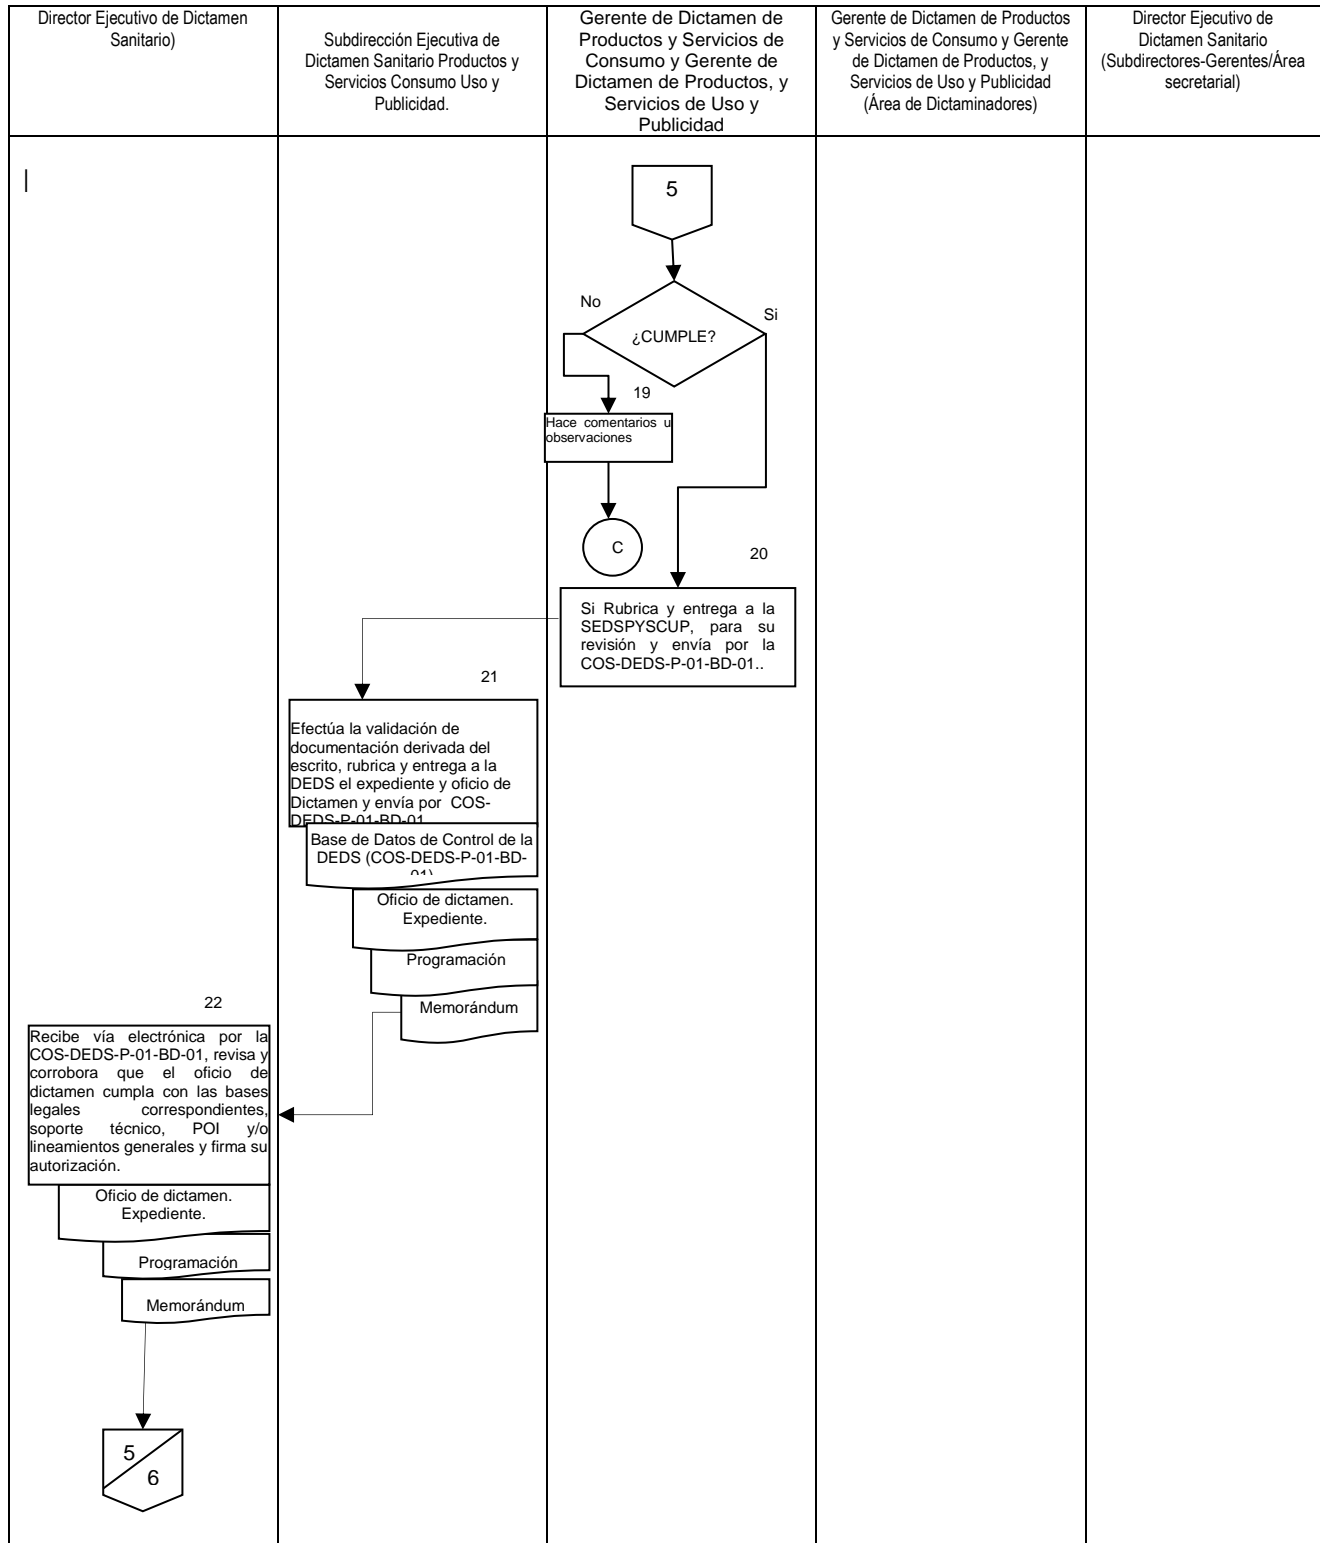 Director Ejecutivo de Dictamen
Sanitario)
Subdirección Ejecutiva de
Dictamen Sanitario Productos y
Servicios Consumo Uso y
Publicidad.
Gerente de Dictamen de
Productos y Servicios de
Consumo y Gerente de
Dictamen de Productos, y
Servicios de Uso y
Publicidad
Gerente de Dictamen de Productos
y Servicios de Consumo y Gerente
de Dictamen de Productos, y
Servicios de Uso y Publicidad
(Área de Dictaminadores)
Director Ejecutivo de
Dictamen Sanitario
(Subdirectores-Gerentes/Área
secretarial)
|
5
No
Si
¿CUMPLE?
19
Hace comentarios u
observaciones
C
20
Si Rubrica y entrega a la
SEDSPYSCUP, para su
revisión y envía por la
COS-DEDS-P-01-BD-01..
21
Efectúa la validación de
documentación derivada del
escrito, rubrica y entrega a la
DEDS el expediente y oficio de
Dictamen y envía por COS-
DEDS-P-01-BD-01
Base de Datos de Control de la
DEDS (COS-DEDS-P-01-BD-
01)
Oficio de dictamen.
Expediente.
Programación
Memorándum
22
Recibe vía electrónica por la
COS-DEDS-P-01-BD-01, revisa y
corrobora que el oficio de
dictamen cumpla con las bases
legales correspondientes,
soporte técnico, POI y/o
lineamientos generales y firma su
autorización.
Oficio de dictamen.
Expediente.
Programación
Memorándum
5
6